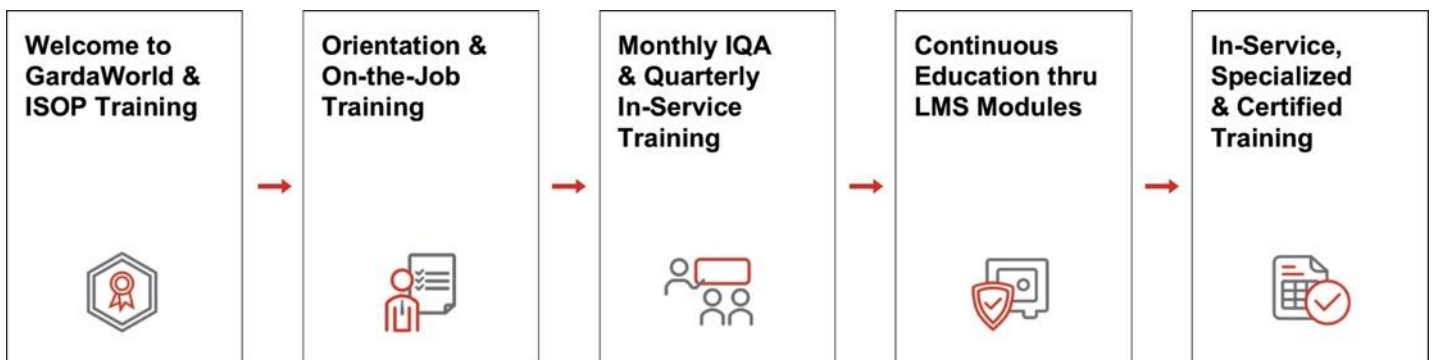 Welcome to
GardaWorld &
ISOP Training
Orientation &
On-the-Job
Training
Monthly IQA
& Quarterly
In-Service
Training
Continuous
Education thru
LMS Modules
In-Service,
Specialized
& Certified
Training